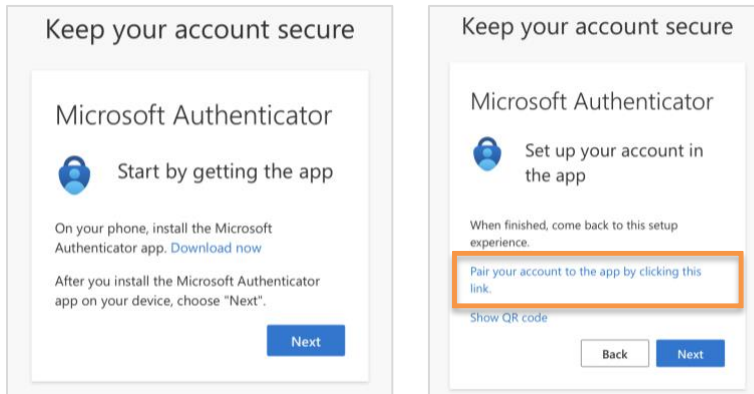 Keep your account secure
Microsoft Authenticator
Start by getting the app
On your phone, install the Microsoft
Authenticator app. Download now
After you install the Microsoft Authenticator
app on your device, choose "Next".
Next
Keep your account secure
Microsoft Authenticator
Set up your account in
the app
When finished, come back to this setup
experience.
Pair your account to the app by clicking this
link.
Show QR code
Back Next